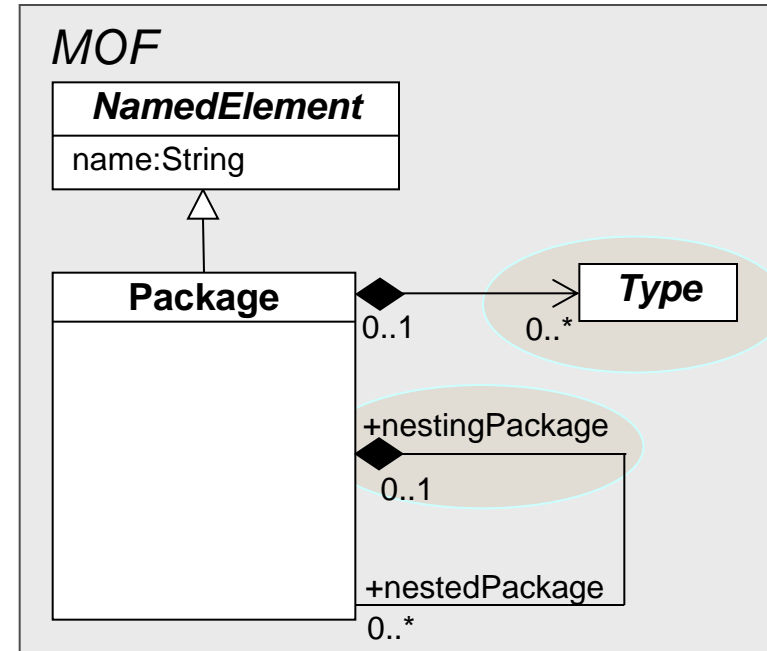 MOF
NamedElement
name:String
Package
Type
0..1
0..*
+nestingPackage
0..1
+nestedPackage
0..*